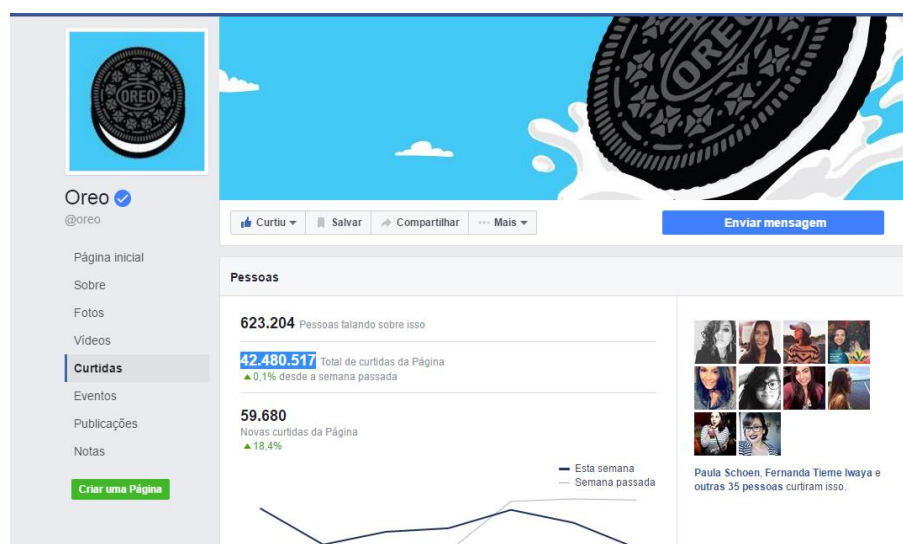 OREO
OREO
Oreo
@oreo
Curtiu
Salvar
Compartilhar
Mais
Enviar mensagem
Página inicial
Sobre
Fotos
Vídeos
Curtidas
Eventos
Publicações
Notas
Criar uma Página
Pessoas
623.204 Pessoas falando sobre isso
42.480.517 Total de curtidas da Página
0,1% desde a semana passada
59.680
Novas curtidas da Página
18,4%
Esta semana
Semana passada
Paula Schoen, Fernanda Tieme Iwaya e
outras 35 pessoas curtiram isso.